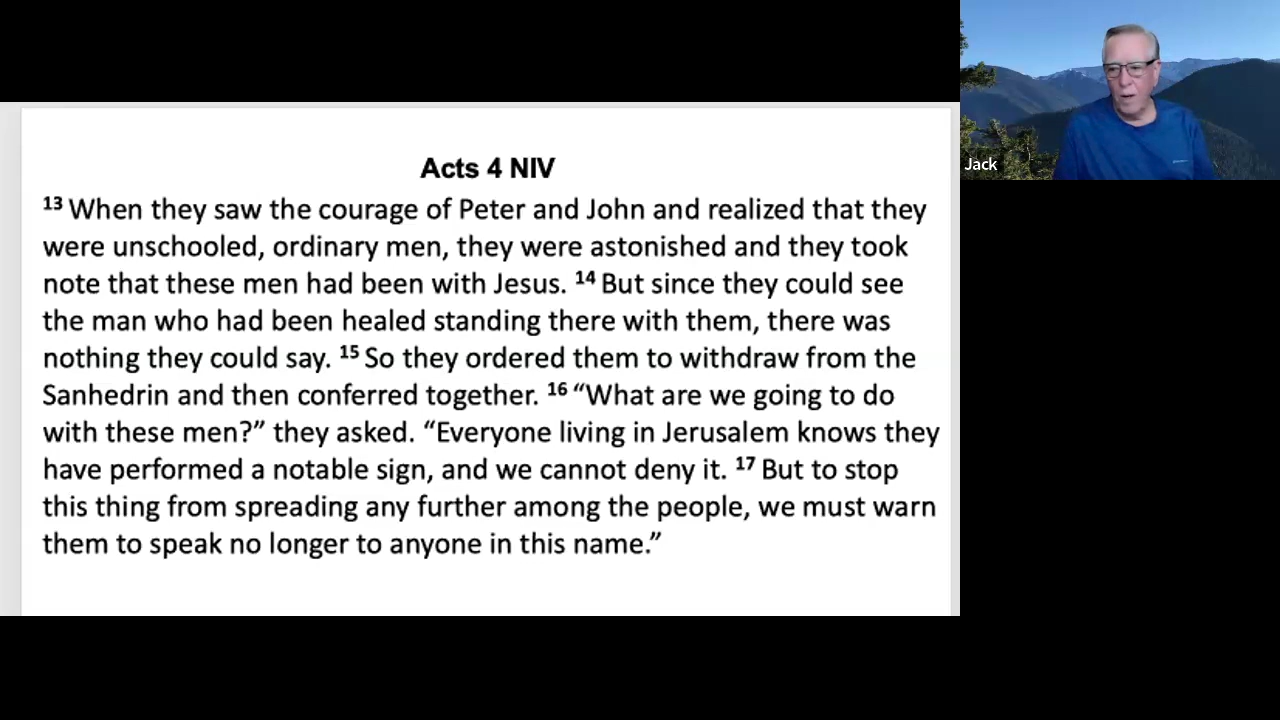 Acts 4 NIV
13 When they saw the courage of Peter and John and realized that they
were unschooled, ordinary men, they were astonished and they took
note that these men had been with Jesus. 14 But since they could see
the man who had been healed standing there with them, there was
nothing they could say. 15 So they ordered them to withdraw from the
Sanhedrin and then conferred together. 16 “What are we going to do
with these men?” they asked. “Everyone living in Jerusalem knows they
have performed a notable sign, and we cannot deny it. 17 But to stop
this thing from spreading any further among the people, we must warn
them to speak no longer to anyone in this name.”
Jack